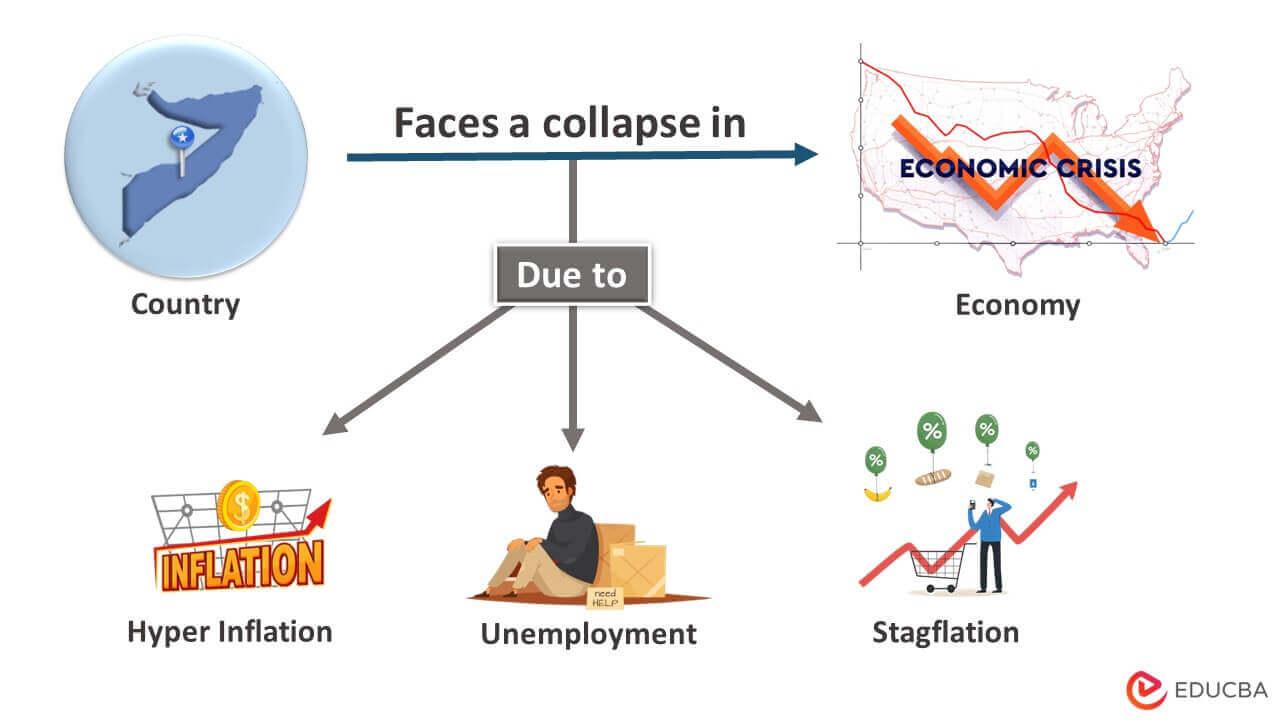 Faces a collapse in
ECONOMIC CRISIS
Country
Due to
Economy
%
%
%
%
$
INFLATION
need
HELP
Hyper Inflation
Unemployment
Stagflation
EDUCBA